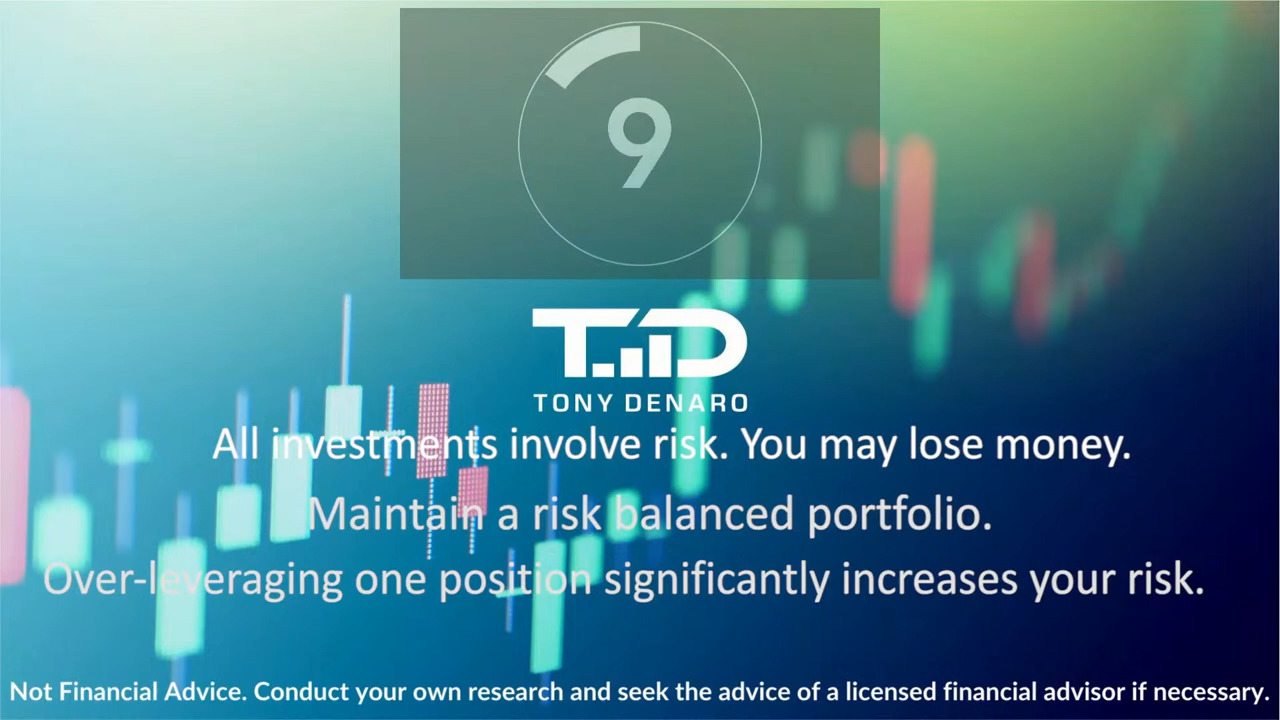 9
TD
TONY DENARO
All investments involve risk. You may lose money.
Maintain a risk balanced portfolio.
Over-leveraging one position significantly increases your risk.
Not Financial Advice. Conduct your own research and seek the advice of a licensed financial advisor if necessary.